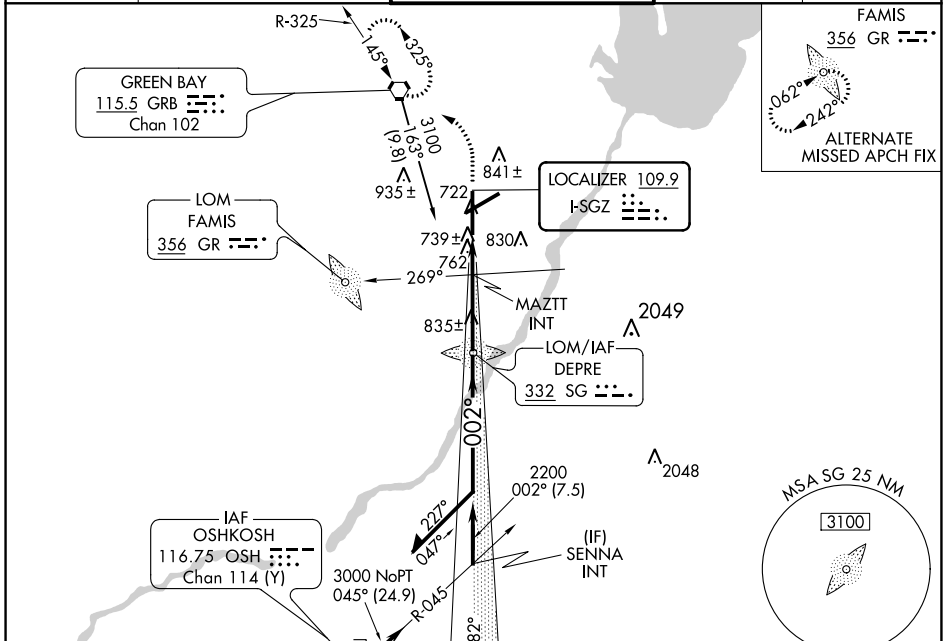 R-325
145°
325°
GREEN BAY
115.5 GRB
Chan 102
3100
163°
(9.8)
FAMIS
356 GR
062°
242°
ALTERNATE
MISSED APCH FIX
841±
935±
722
LOCALIZER 109.9
I-SGZ
LOM
FAMIS
356 GR
739±
830
762
269°
MAZTT
INT
835±
2049
LOM/IAF
DEPRE
332 SG
002°
2048
2200
002° (7.5)
227°
047°
(IF)
SENNA
INT
MSA SG 25 NM
3100
IAF
OSHKOSH
116.75 OSH
Chan 114 (Y)
3000 NoPT
045° (24.9)
R-045
82°